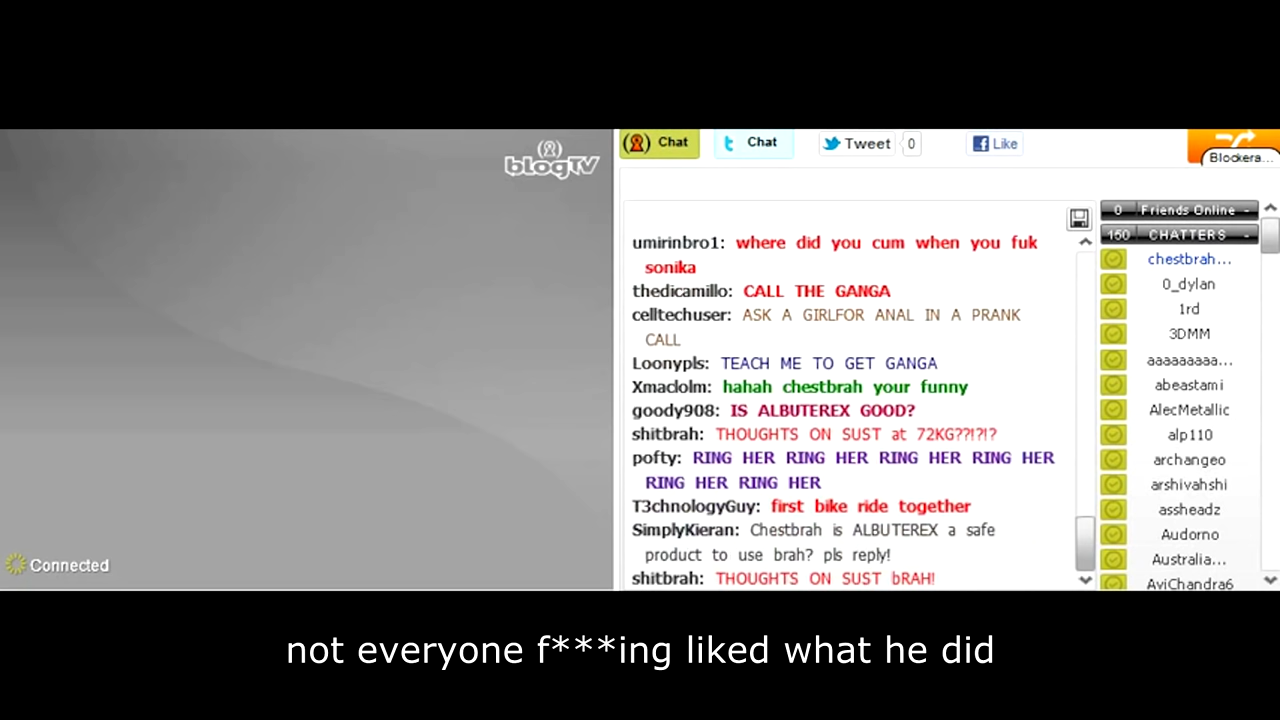 blogTV
Connected
Chat
Chat
Tweet
0
Like
Blockera...
umirinbro1: where did you cum when you fuk
sonika
thedicamillo: CALL THE GANGA
celltechuser: ASK A GIRLFOR ANAL IN A PRANK
CALL
Loonypls: TEACH ME TO GET GANGA
Xmaclolm: hahah chestbrah your funny
goody908: IS ALBUTEREX GOOD?
shitbrah: THOUGHTS ON SUST at 72KG??!?!?
pofty: RING HER RING HER RING HER RING HER
RING HER RING HER
T3chnologyGuy: first bike ride together
SimplyKieran: Chestbrah is ALBUTEREX a safe
product to use brah? pls reply!
shitbrah: THOUGHTS ON SUST bRAH!
0 Friends Online -
150 CHATTERS -
chestbrah...
0_dylan
1rd
3DMM
aaaaaaaaa...
abeastami
AlecMetallic
alp110
archangeo
arshivahshi
assheadz
Audorno
Australia...
AviChandra6
not everyone f***ing liked what he did